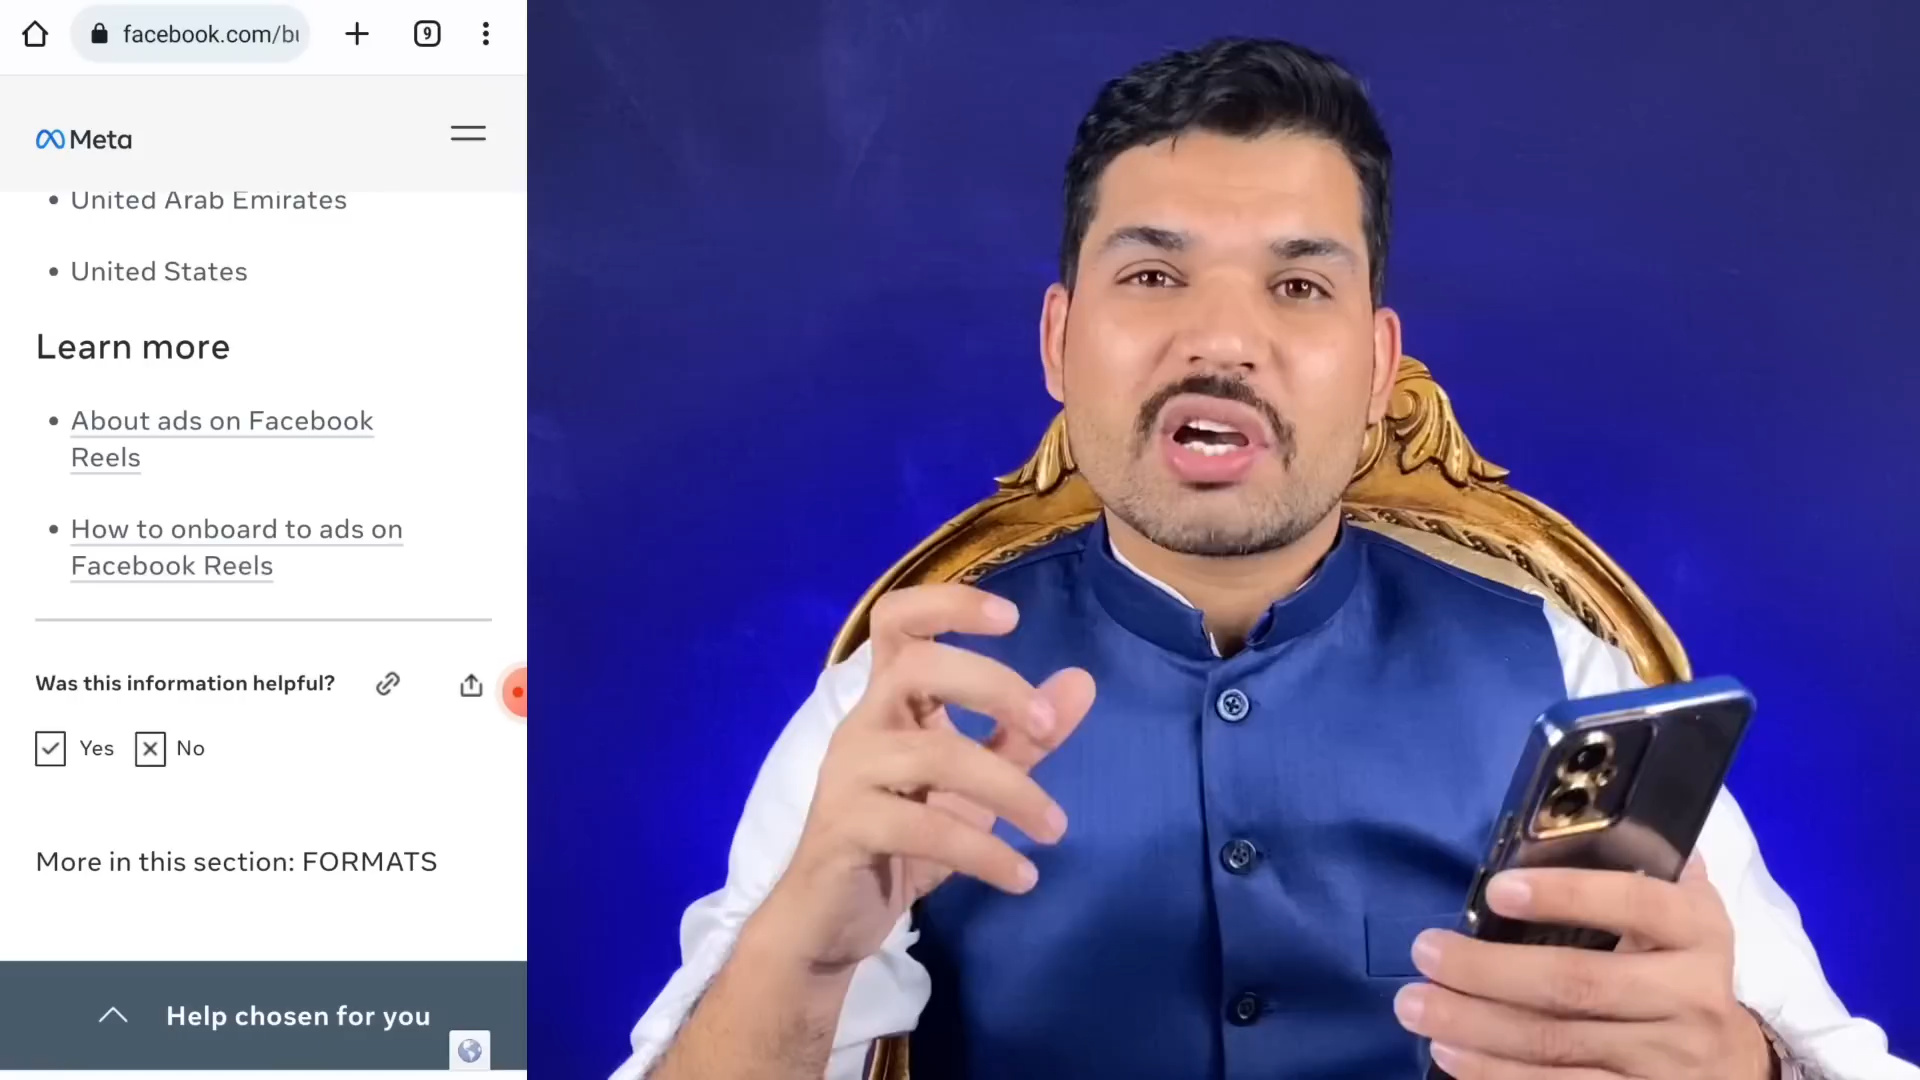 facebook.com/bu
9
Meta
United Arab Emirates
United States
Learn more
About ads on Facebook
Reels
How to onboard to ads on
Facebook Reels
Was this information helpful?
Yes
No
More in this section: FORMATS
Help chosen for you